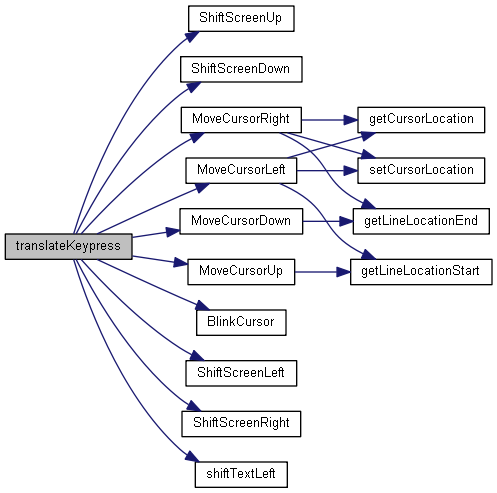 ShiftScreenUp
ShiftScreenDown
MoveCursorRight
getCursorLocation
MoveCursorLeft
setCursorLocation
MoveCursorDown
getLineLocationEnd
translateKeypress
MoveCursorUp
getLineLocationStart
BlinkCursor
ShiftScreenLeft
ShiftScreenRight
shiftTextLeft